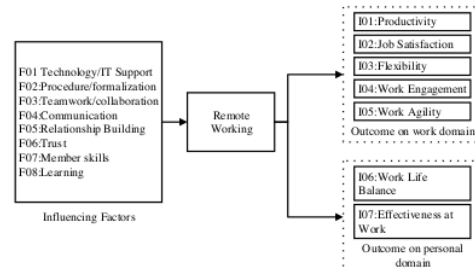 F01 Technology/IT Support
F02:Procedure/formalization
F03:Teamwork/collaboration
F04:Communication
F05:Relationship Building
F06:Trust
F07:Member skills
F08:Learning
Influencing Factors
Remote
Working
I01:Productivity
I02:Job Satisfaction
I03:Flexibility
I04:Work Engagement
I05:Work Agility
Outcome on work domain
I06:Work Life
Balance
I07:Effectiveness at
Work
Outcome on personal
domain